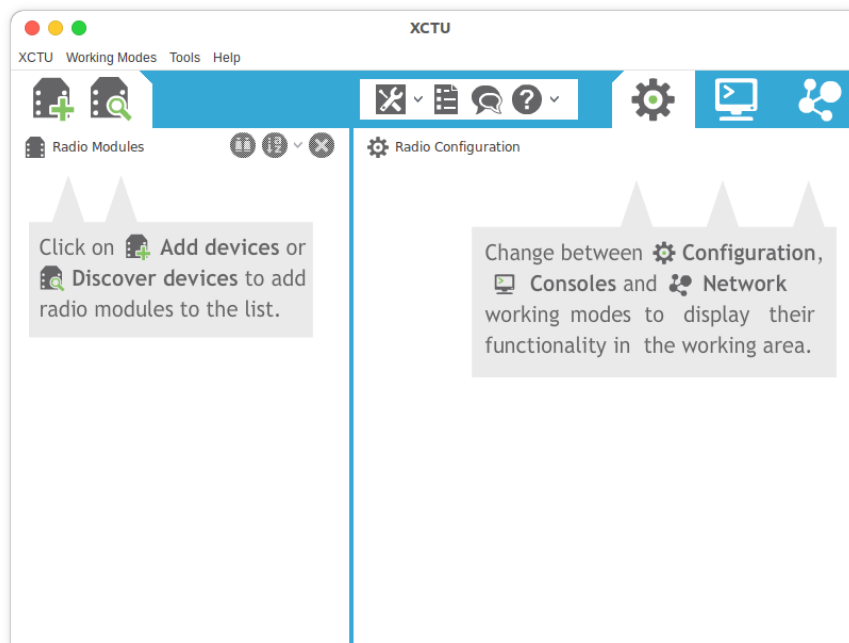 XCTU
XCTU Working Modes Tools Help
Radio Modules
Radio Configuration
Click on Add devices or
Discover devices to add
radio modules to the list.
Change between Configuration,
Consoles and Network
working modes to display their
functionality in the working area.